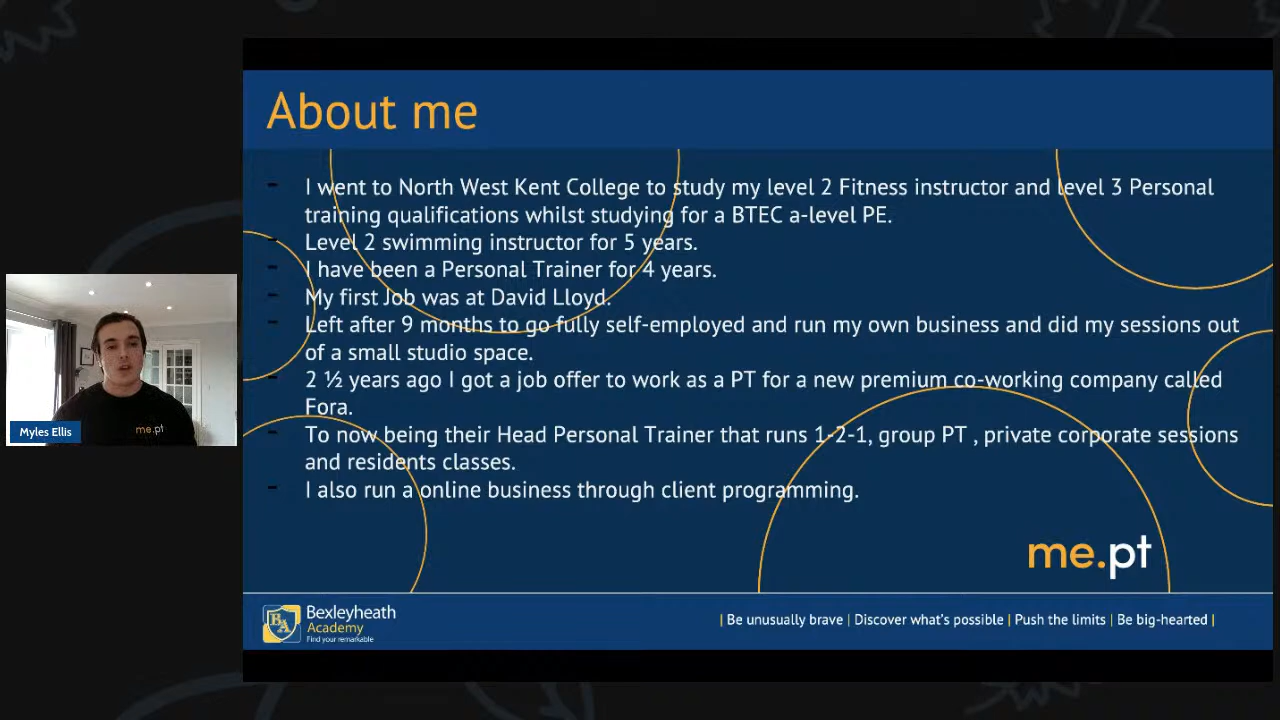 About me
- I went to North West Kent College to study my level 2 Fitness instructor and level 3 Personal
training qualifications whilst studying for a BTEC a-level PE.
- Level 2 swimming instructor for 5 years.
- I have been a Personal Trainer for 4 years.
- My first Job was at David Lloyd.
- Left after 9 months to go fully self-employed and run my own business and did my sessions out
of a small studio space.
- 2 ½ years ago I got a job offer to work as a PT for a new premium co-working company called
Fora.
- To now being their Head Personal Trainer that runs 1-2-1, group PT , private corporate sessions
and residents classes.
- I also run a online business through client programming.
me.pt
Myles Ellis
me.pt
BA
Bexleyheath
Academy
Find your remarkable
| Be unusually brave | Discover what's possible | Push the limits | Be big-hearted |